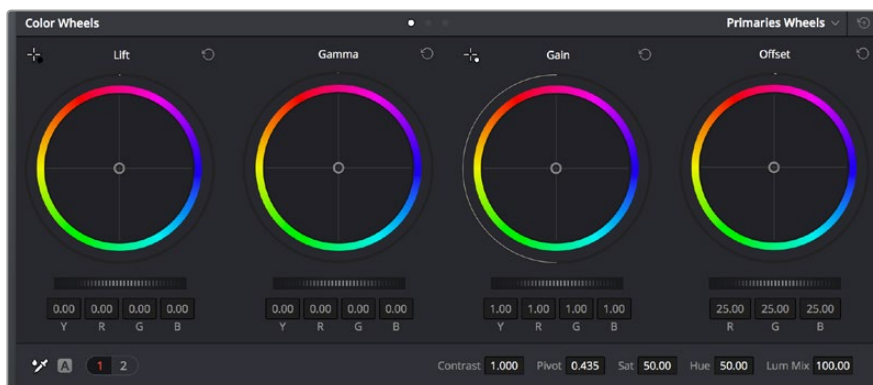 Color Wheels Primaries Wheels
Lift Gamma Gain Offset
0.00 0.00 0.00 0.00 0.00 0.00 0.00 0.00 1.00 1.00 1.00 1.00 25.00 25.00 25.00
Y R G B Y R G B Y R G B R G B
A 1 2 Contrast 1.000 Pivot 0.435 Sat 50.00 Hue 50.00 Lum Mix 100.00